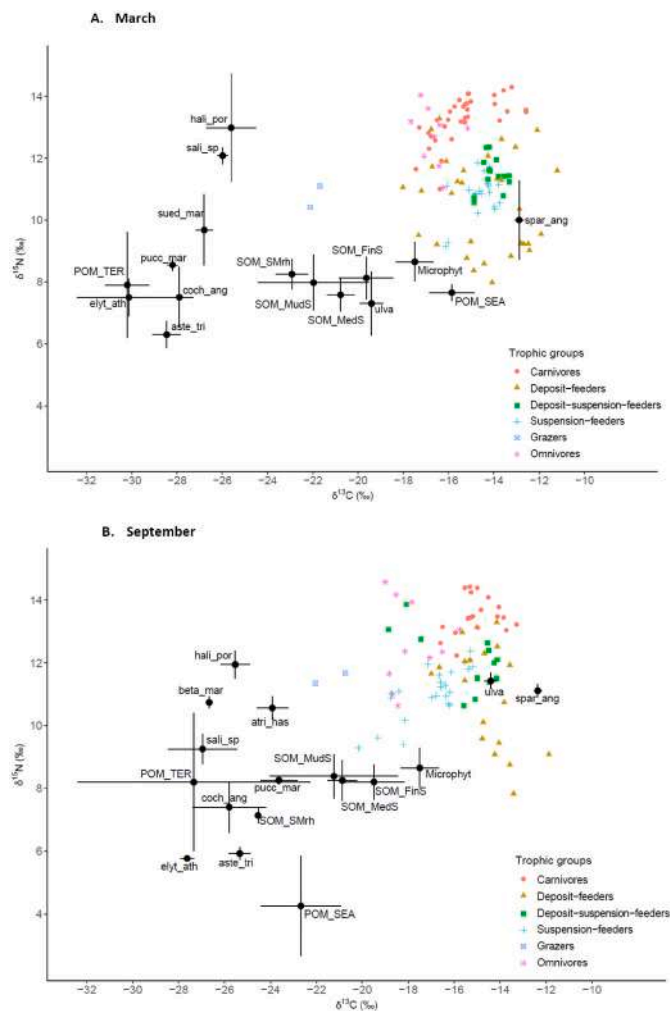 A. March
14
12
10
8
6
4
δ15N (‰)
hali_por
sali_sp
sued_mar
pucc_mar
POM_TER
elyt_ath
coch_ang
aste_tri
SOM_SMrh
SOM_FinS
SOM_MudS
SOM_MedS
ulva
Microphyt
POM_SEA
spar_ang
Trophic groups
Carnivores
Deposit-feeders
Deposit-suspension-feeders
Suspension-feeders
Grazers
Omnivores
−32 −30 −28 −26 −24 −22 −20 −18 −16 −14 −12 −10
δ13C (‰)
B. September
14
12
10
8
6
4
δ15N (‰)
hali_por
beta_mar
atri_has
sali_sp
POM_TER
pucc_mar
coch_ang
SOM_SMrh
elyt_ath
aste_tri
POM_SEA
SOM_MudS
SOM_MedS
SOM_FinS
Microphyt
ulva
spar_ang
Trophic groups
Carnivores
Deposit-feeders
Deposit-suspension-feeders
Suspension-feeders
Grazers
Omnivores
−32 −30 −28 −26 −24 −22 −20 −18 −16 −14 −12 −10
δ13C (‰)